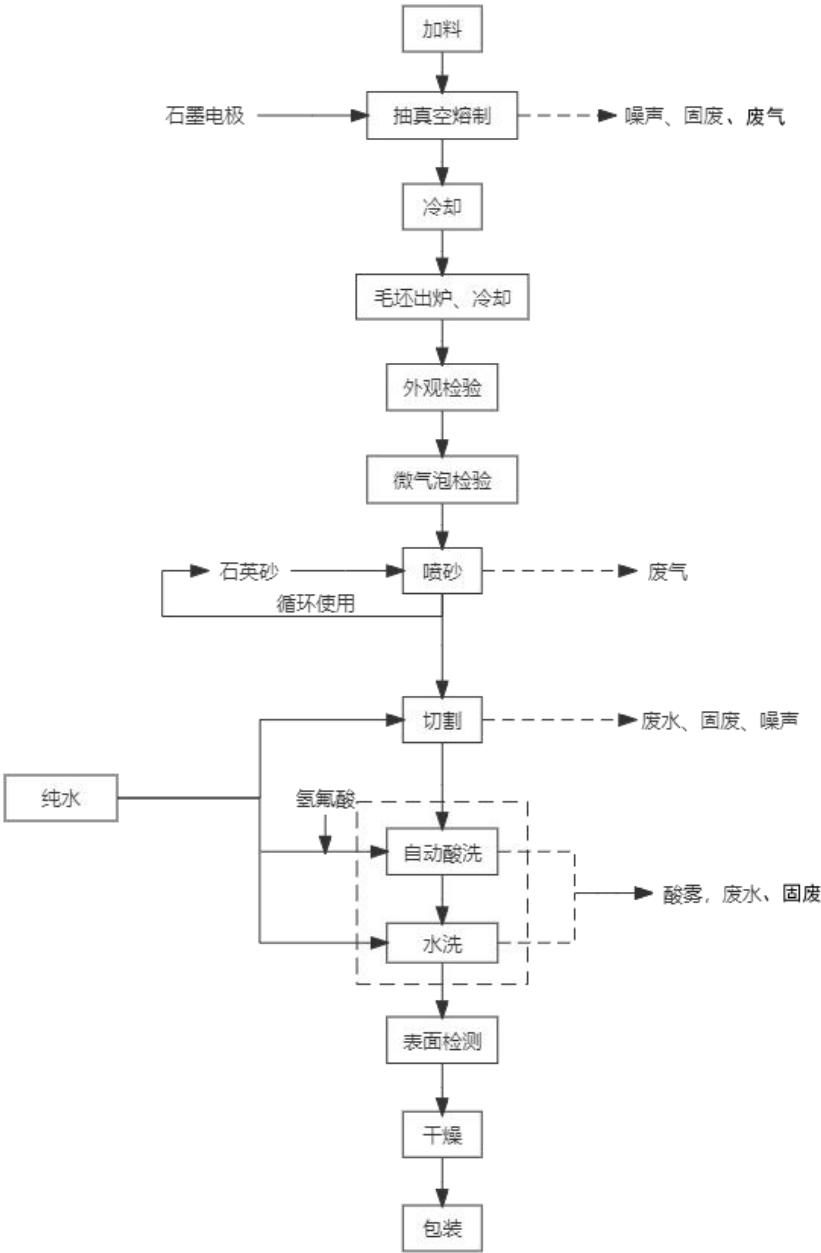 加料
石墨电极
抽真空熔制
噪声、固废、废气
冷却
毛坯出炉、冷却
外观检验
微气泡检验
石英砂
喷砂
废气
循环使用
切割
废水、固废、噪声
纯水
氢氟酸
自动酸洗
酸雾，废水、固废
水洗
表面检测
干燥
包装